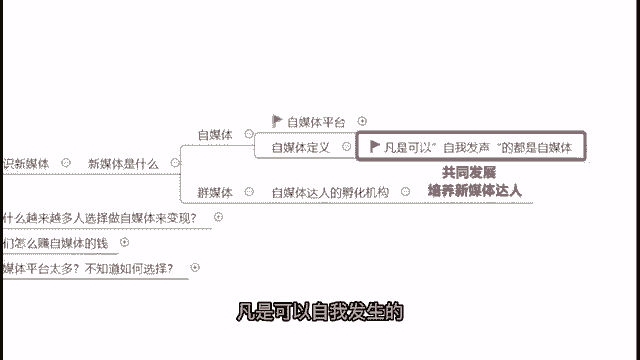 自媒体平台
自媒体
自媒体定义
凡是可以”自我发声“的都是自媒体
识新媒体
新媒体是什么
共同发展
培养新媒体达人
群媒体
自媒体达人的孵化机构
什么越来越多人选择做自媒体来变现？
们怎么赚自媒体的钱
媒体平台太多？不知道如何选择？
凡是可以自我发生的